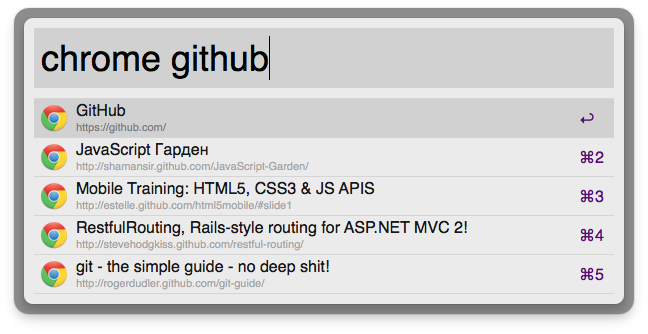 chrome github
GitHub
https://github.com/
↩
JavaScript Гарден
http://shamansir.github.com/JavaScript-Garden/
⌘2
Mobile Training: HTML5, CSS3 & JS APIS
http://estelle.github.com/html5mobile/#slide1
⌘3
RestfulRouting, Rails-style routing for ASP.NET MVC 2!
http://stevehodgkiss.github.com/restful-routing/
⌘4
git - the simple guide - no deep shit!
http://rogerdudler.github.com/git-guide/
⌘5